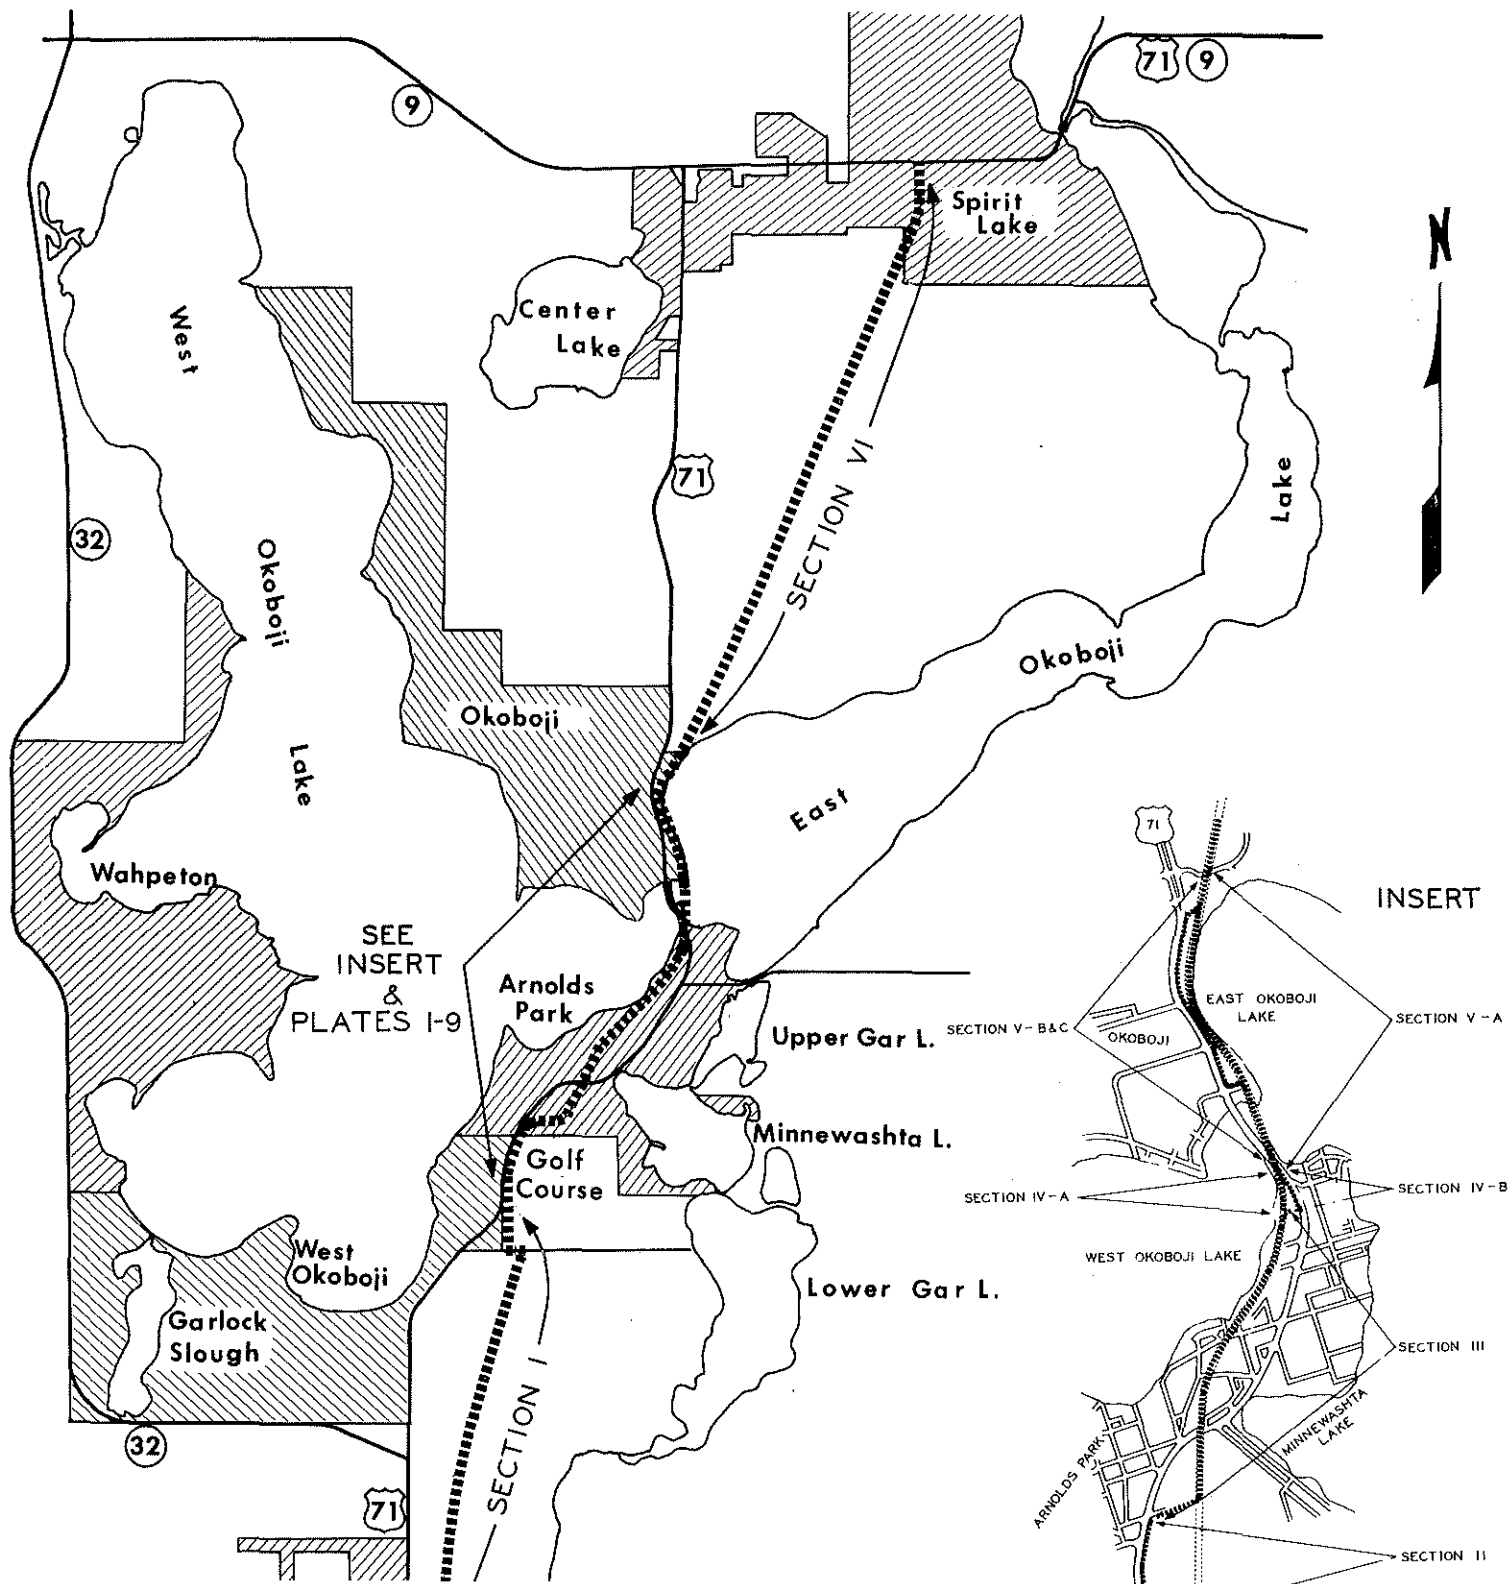 71 9
9
Spirit
Lake
N
Center
Lake
West
71
SECTION VI
Lake
32
Okoboji
Okoboji
Okoboji
Lake
East
Wahpeton
SEE
INSERT
&
PLATES 1-9
Arnolds
Park
Upper Gar L.
Minnewashta L.
Golf
Course
West
Okoboji
Lower Gar L.
Garlock
Slough
SECTION I
32
71
71
INSERT
EAST OKOBOJI
LAKE
SECTION V-B&C
OKOBOJI
SECTION V-A
SECTION IV-A
SECTION IV-B
WEST OKOBOJI LAKE
SECTION III
MINNEWASHTA
LAKE
ARNOLDS PARK
SECTION II